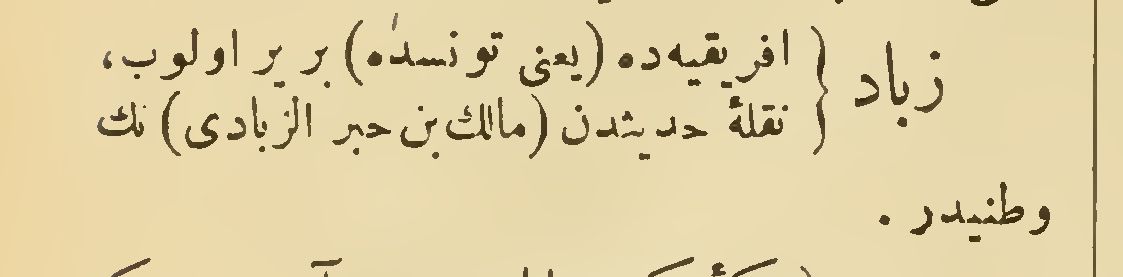 زباد { افریقیه‌ده (یعنی تونسده) بر یر اولوب،
نقلهٔ حدیثدن (مالك بن حبر الزبادی) نك
وطنیدر .